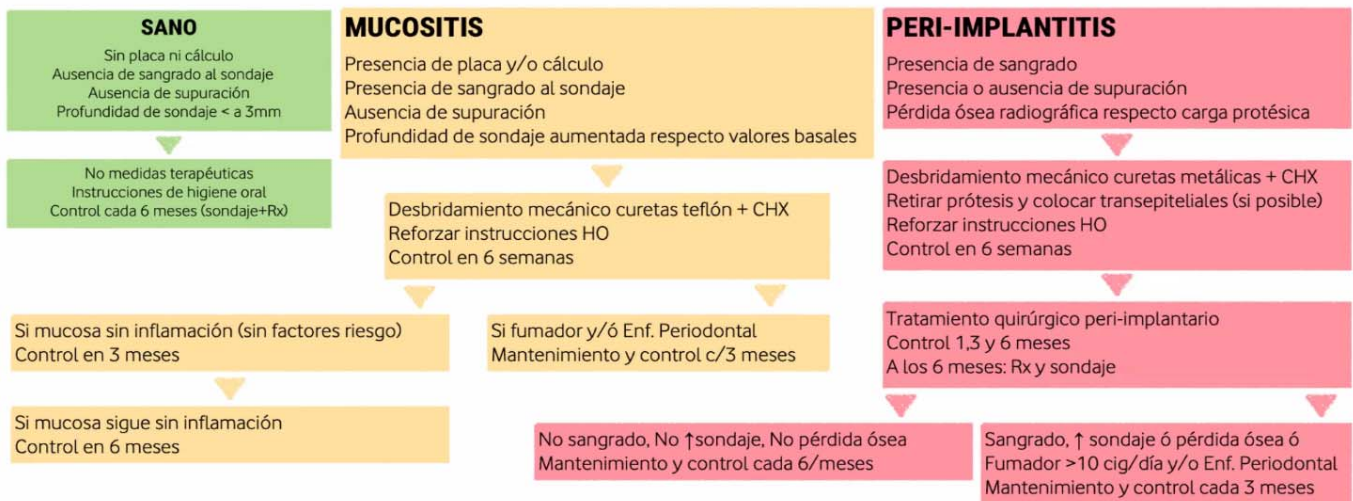 SANO
Sin placa ni cálculo
Ausencia de sangrado al sondaje
Ausencia de supuración
Profundidad de sondaje < a 3mm
No medidas terapéuticas
Instrucciones de higiene oral
Control cada 6 meses (sondaje+Rx)
MUCOSITIS
Presencia de placa y/o cálculo
Presencia de sangrado al sondaje
Ausencia de supuración
Profundidad de sondaje aumentada respecto valores basales
Desbridamiento mecánico curetas teflón + CHX
Reforzar instrucciones HO
Control en 6 semanas
Si mucosa sin inflamación (sin factores riesgo)
Control en 3 meses
Si mucosa sigue sin inflamación
Control en 6 meses
Si fumador y/ó Enf. Periodontal
Mantenimiento y control c/3 meses
PERI-IMPLANTITIS
Presencia de sangrado
Presencia o ausencia de supuración
Pérdida ósea radiográfica respecto carga protésica
Desbridamiento mecánico curetas metálicas + CHX
Retirar prótesis y colocar transepiteliales (si posible)
Reforzar instrucciones HO
Control en 6 semanas
Tratamiento quirúrgico peri-implantario
Control 1,3 y 6 meses
A los 6 meses: Rx y sondaje
No sangrado, No ↑sondaje, No pérdida ósea
Mantenimiento y control cada 6/meses
Sangrado, ↑ sondaje ó pérdida ósea ó
Fumador >10 cig/día y/o Enf. Periodontal
Mantenimiento y control cada 3 meses